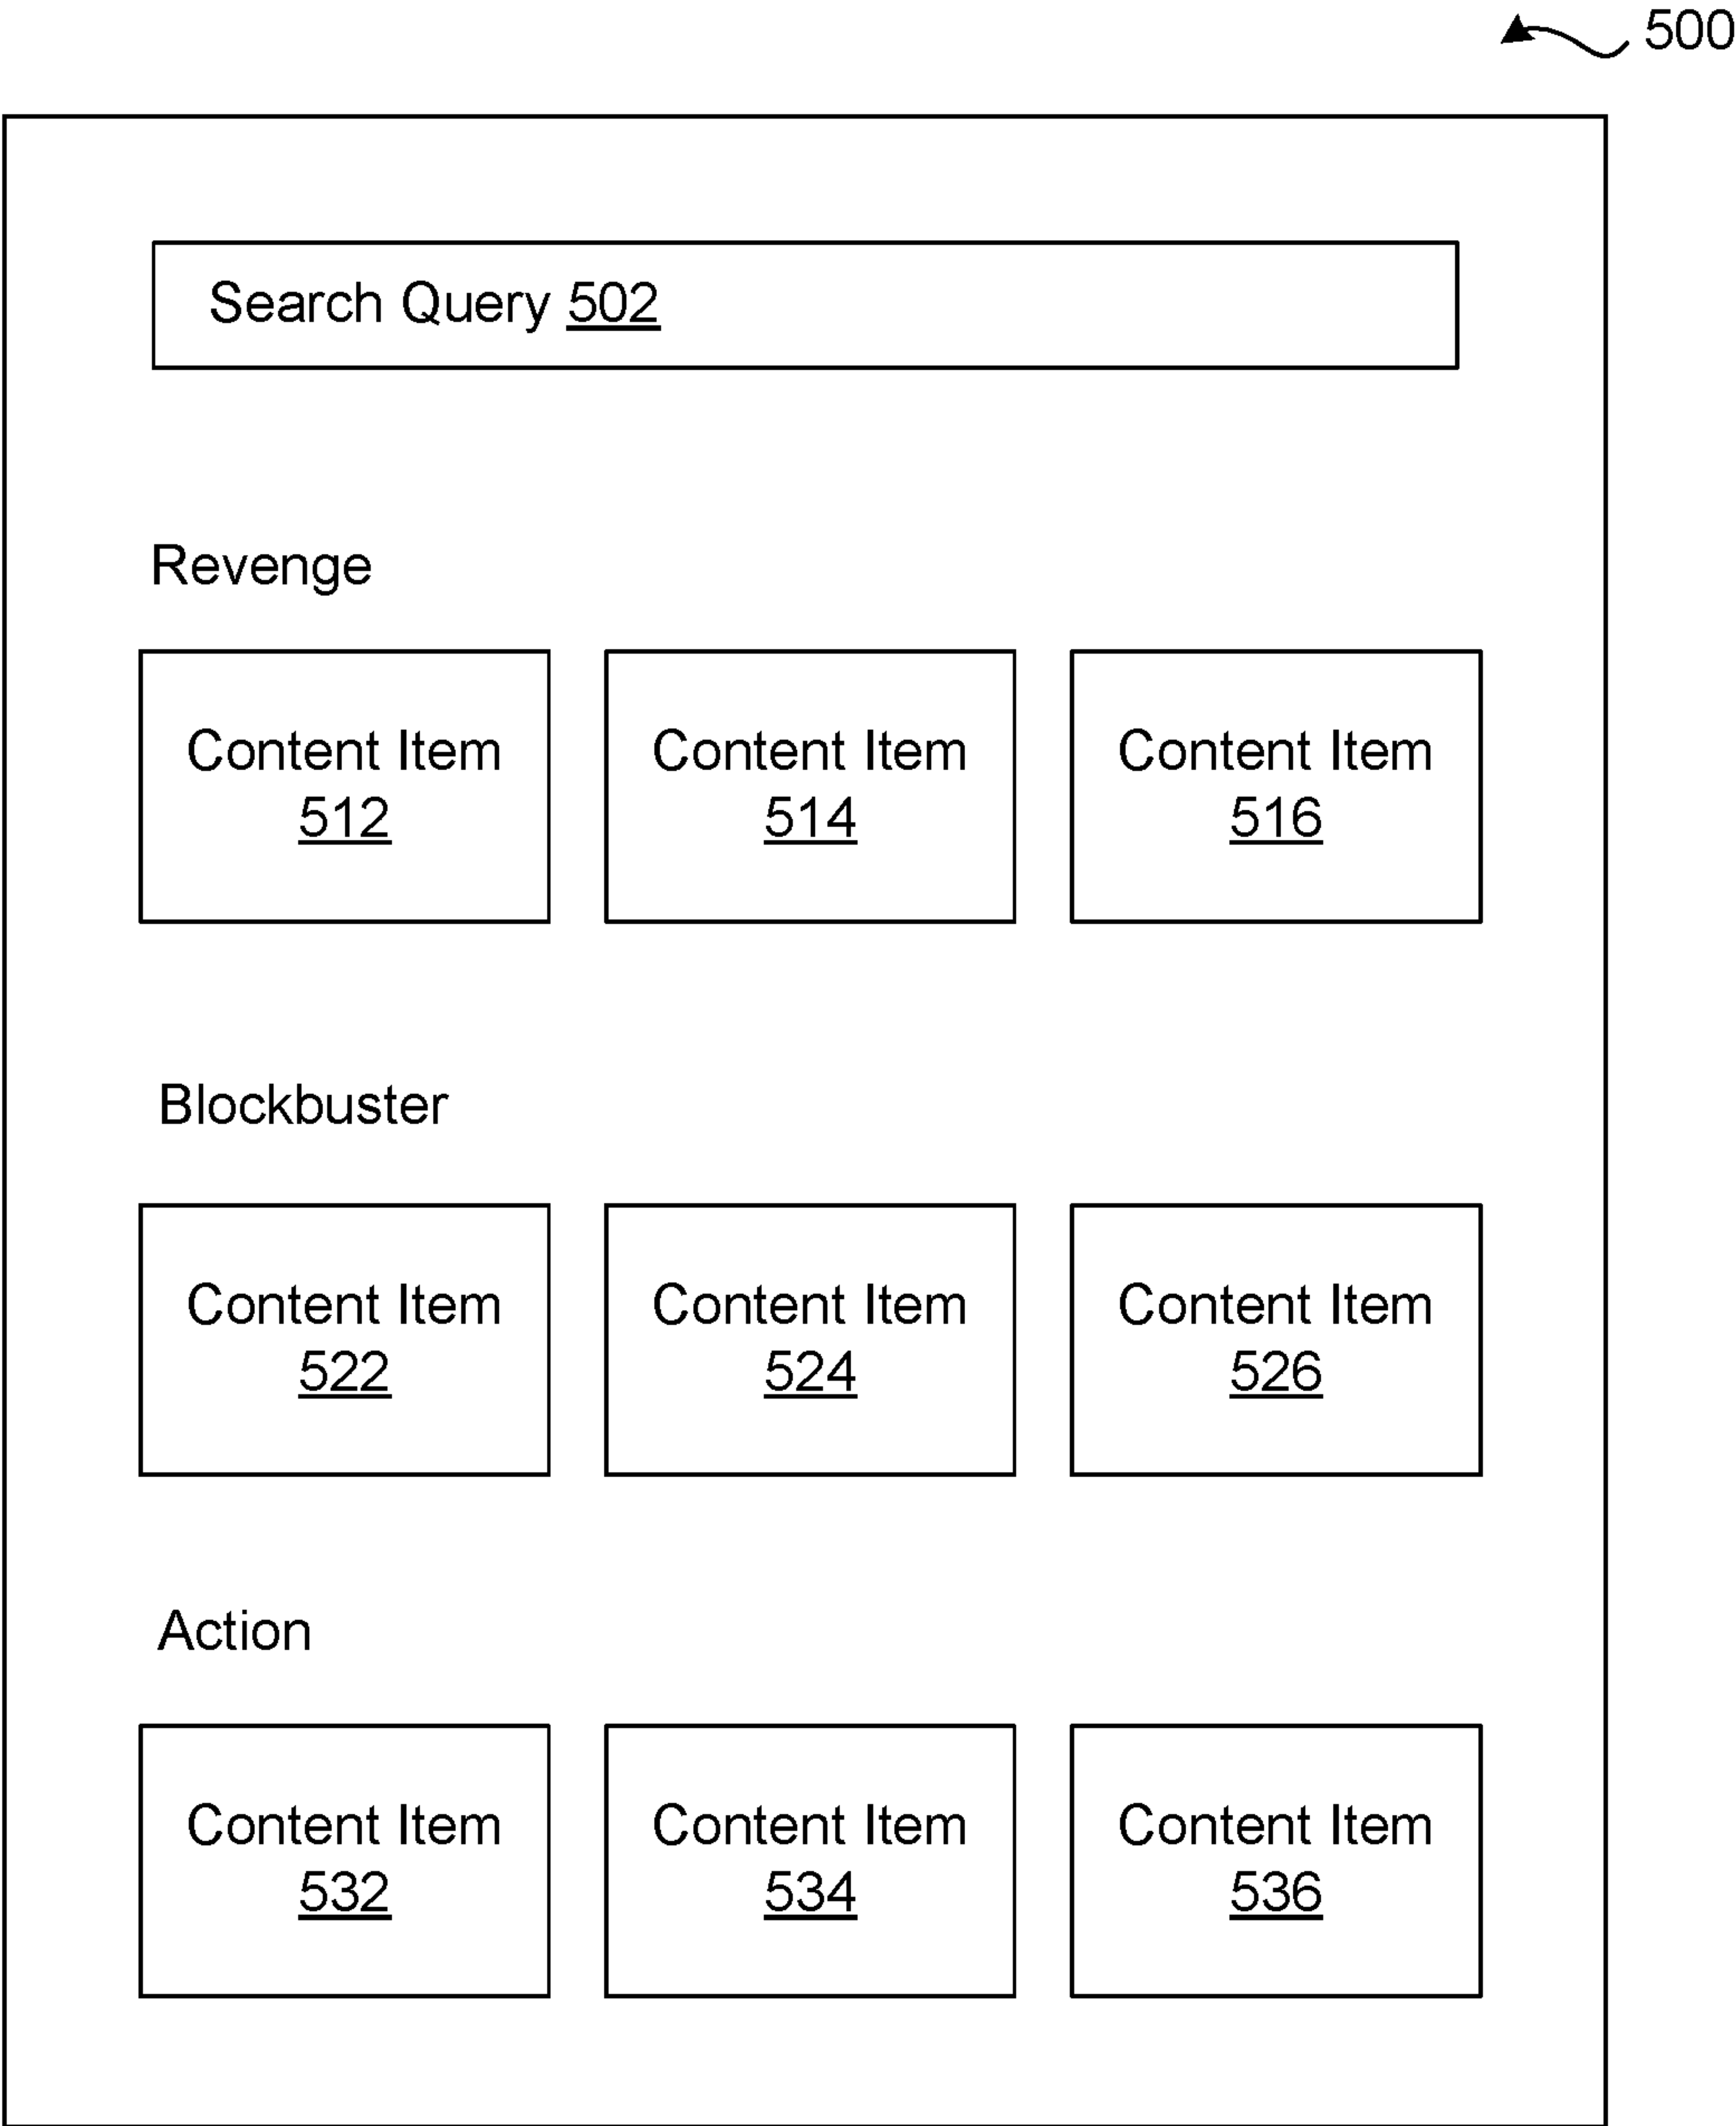 500
Search Query 502
Revenge
Content Item
512
Content Item
514
Content Item
516
Blockbuster
Content Item
522
Content Item
524
Content Item
526
Action
Content Item
532
Content Item
534
Content Item
536